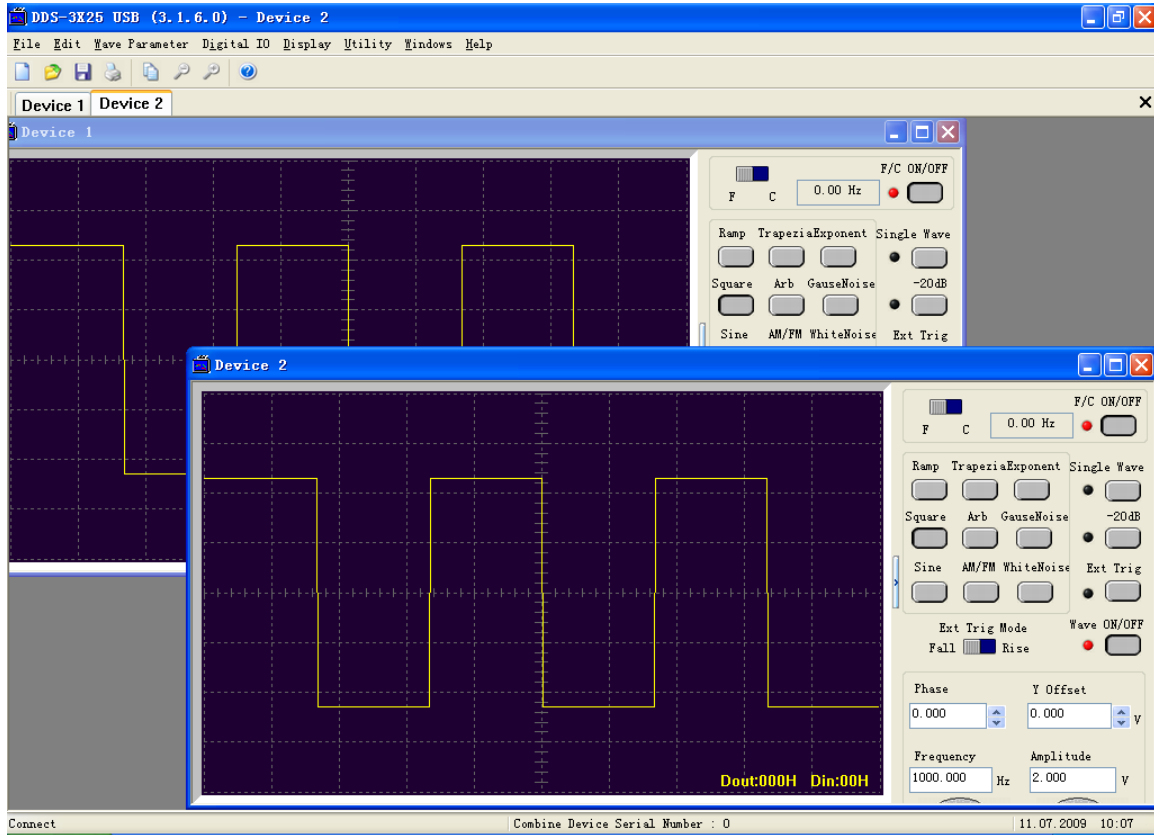 DDS-3X25 USB (3.1.6.0) - Device 2
File Edit Wave Parameter Digital IO Display Utility Windows Help
Device 1 Device 2
Device 1
F/C ON/OFF
F C 0.00 Hz
Ramp TrapeziaExponent Single Wave
Square Arb GauseNoise -20dB
Sine AM/FM WhiteNoise Ext Trig
Device 2
F/C ON/OFF
F C 0.00 Hz
Ramp TrapeziaExponent Single Wave
Square Arb GauseNoise -20dB
Sine AM/FM WhiteNoise Ext Trig
Ext Trig Mode Wave ON/OFF
Fall Rise
Phase Y Offset
0.000 0.000 V
Frequency Amplitude
1000.000 Hz 2.000 V
Dout:000H Din:00H
Connect Combine Device Serial Number : 0 11.07.2009 10:07